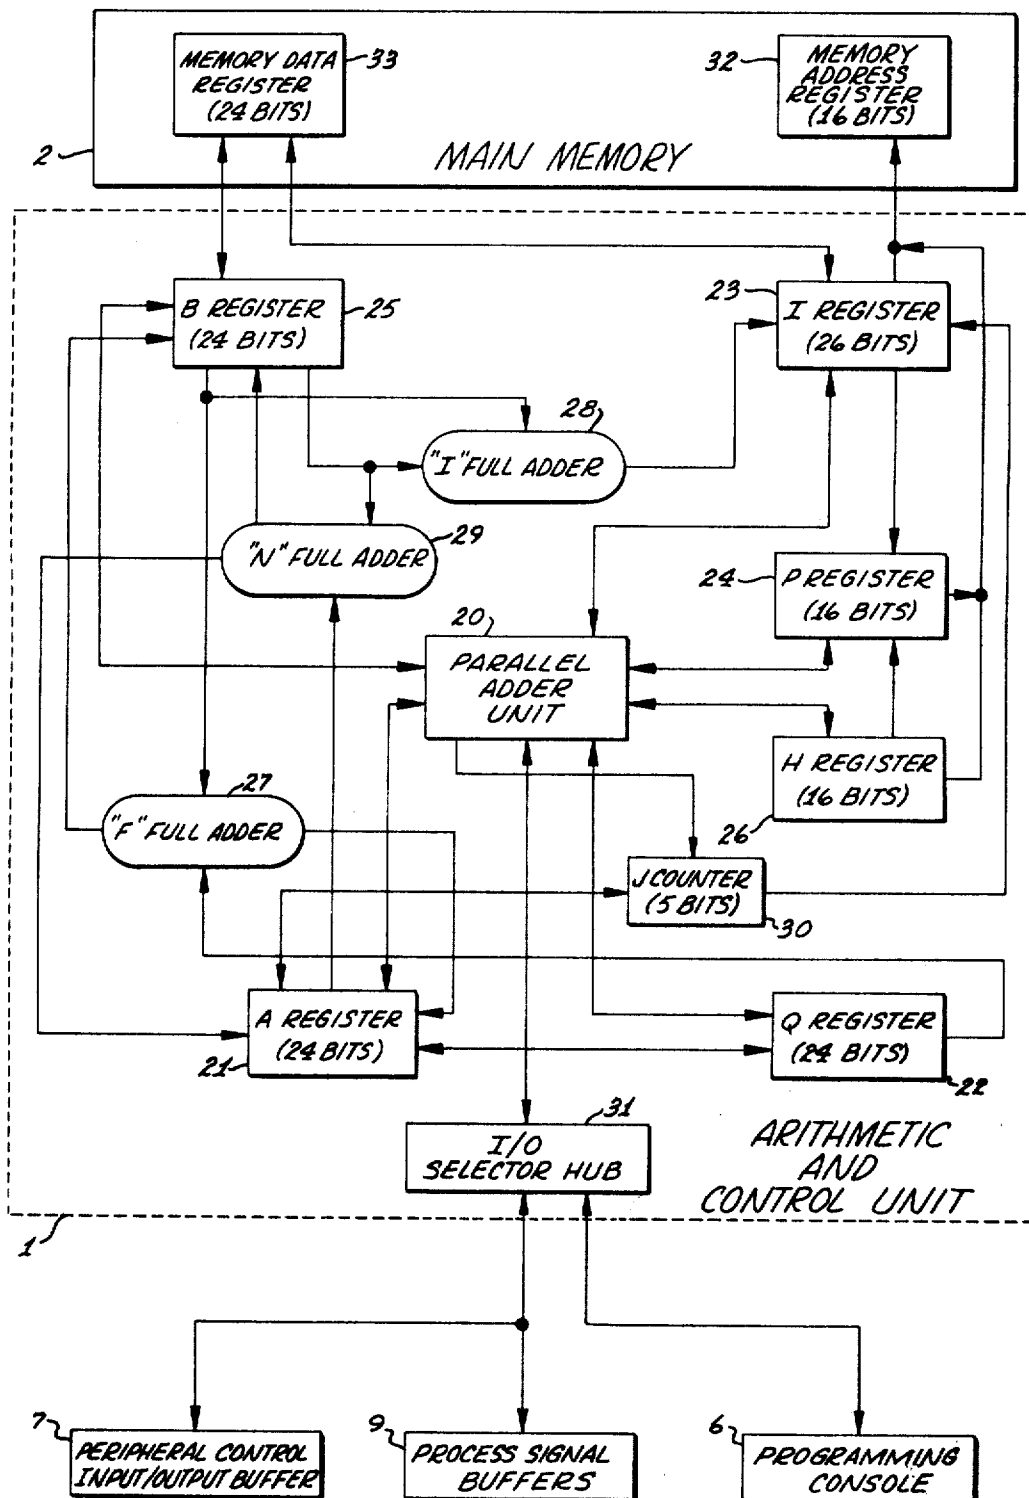 MEMORY DATA
REGISTER
(24 BITS)
33
32
MEMORY
ADDRESS
REGISTER
(16 BITS)
2
MAIN MEMORY
B REGISTER
(24 BITS)
25
23
I REGISTER
(26 BITS)
28
"I" FULL ADDER
"N" FULL ADDER
29
24
P REGISTER
(16 BITS)
20
PARALLEL
ADDER
UNIT
H REGISTER
(16 BITS)
26
27
"F" FULL ADDER
J COUNTER
(5 BITS)
30
A REGISTER
(24 BITS)
21
Q REGISTER
(24 BITS)
22
31
I/O
SELECTOR HUB
ARITHMETIC
AND
CONTROL UNIT
1
7
PERIPHERAL CONTROL
INPUT/OUTPUT BUFFER
9
PROCESS SIGNAL
BUFFERS
6
PROGRAMMING
CONSOLE